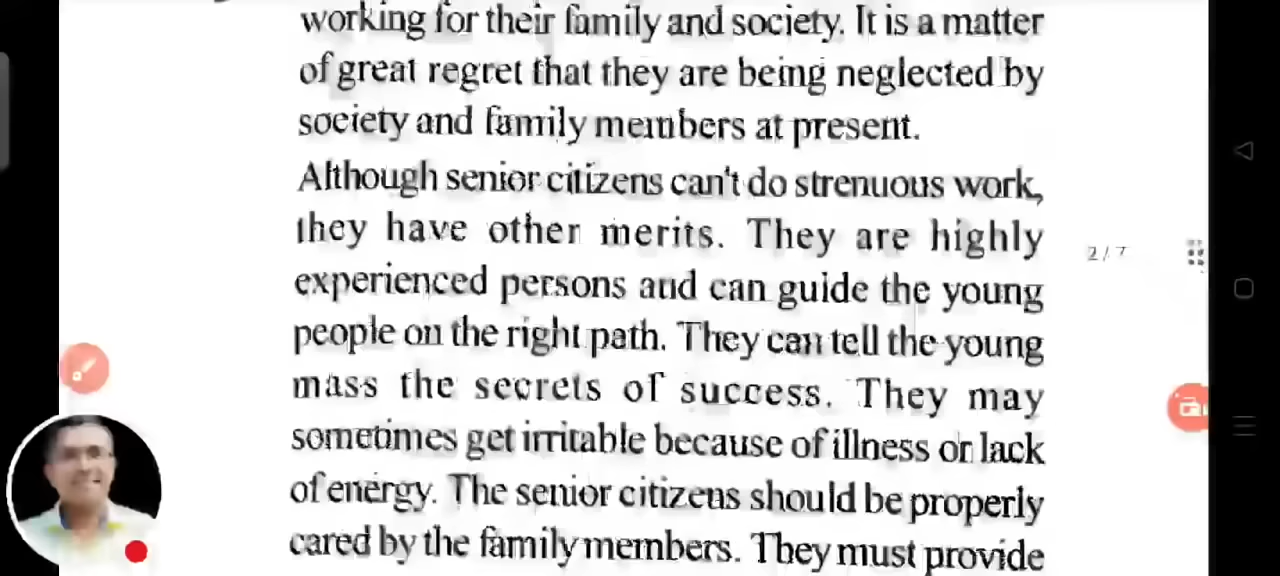 working for their family and society. It is a matter
of great regret that they are being neglected by
society and family members at present.
Although senior citizens can't do strenuous work,
they have other merits. They are highly
experienced persons and can guide the young
people on the right path. They can tell the young
mass the secrets of success. They may
sometimes get irritable because of illness or lack
of energy. The senior citizens should be properly
cared by the family members. They must provide
2/7